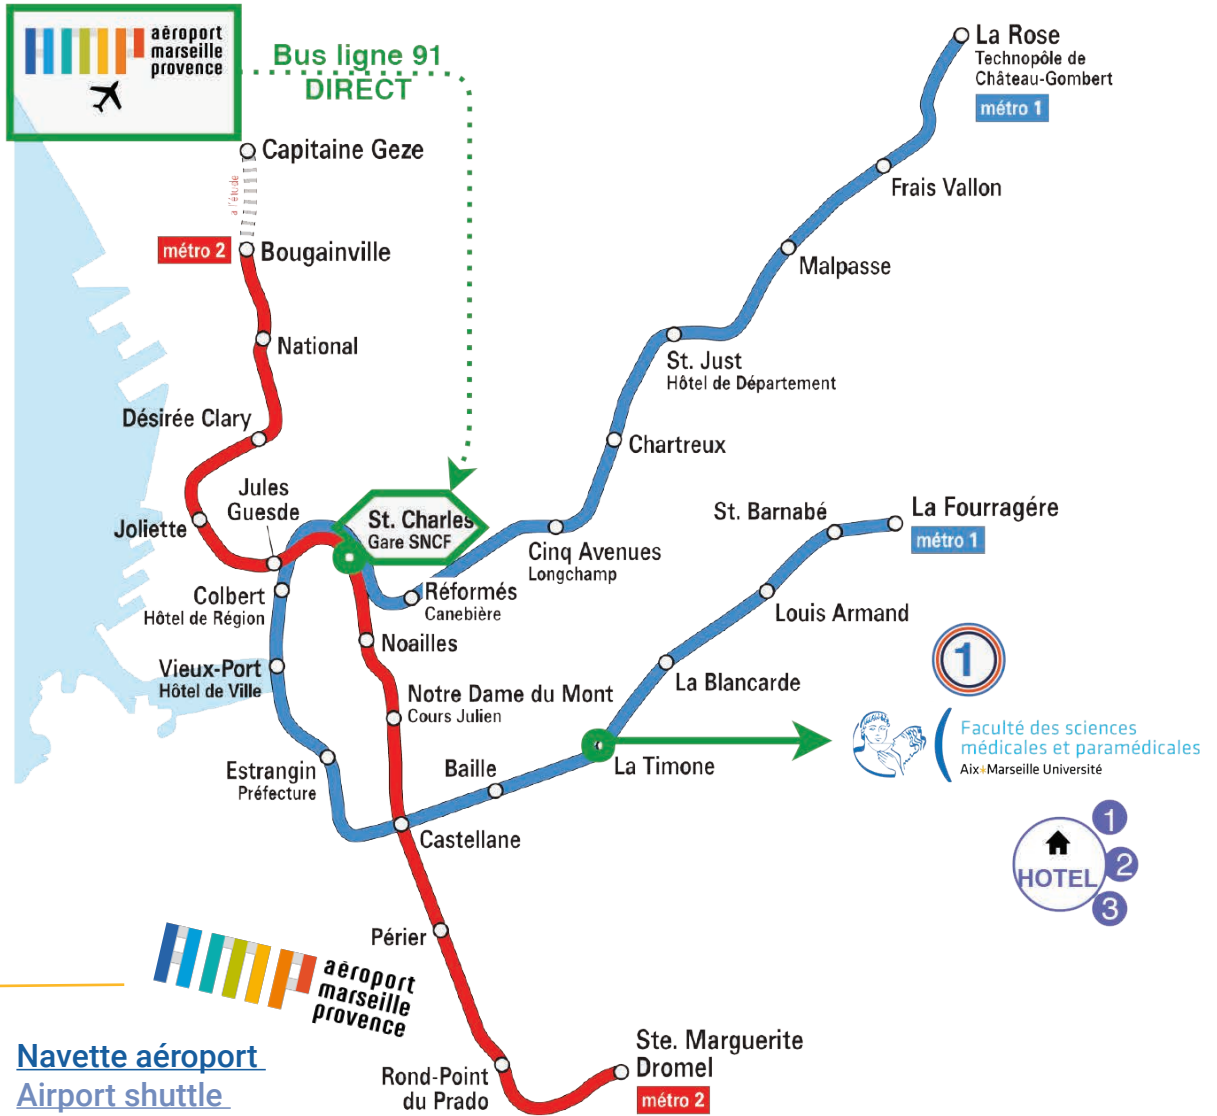 aéroport
marseille
provence
Bus ligne 91
DIRECT
La Rose
Technopôle de
Château-Gombert
métro 1
Capitaine Geze
a l'étude
Frais Vallon
métro 2
Bougainville
Malpasse
National
St. Just
Hôtel de Département
Désirée Clary
Chartreux
Jules
Guesde
Joliette
St. Charles
Gare SNCF
St. Barnabé
La Fourragére
métro 1
Cinq Avenues
Longchamp
Colbert
Hôtel de Région
Réformés
Canebière
Louis Armand
Noailles
1
Vieux-Port
Hôtel de Ville
La Blancarde
Notre Dame du Mont
Cours Julien
Faculté des sciences
médicales et paramédicales
Aix+Marseille Université
Estrangin
Préfecture
Baille
La Timone
Castellane
1
2
3
HOTEL
Périer
aéroport
marseille
provence
Navette aéroport
Airport shuttle
Rond-Point
du Prado
Ste. Marguerite
Dromel
métro 2